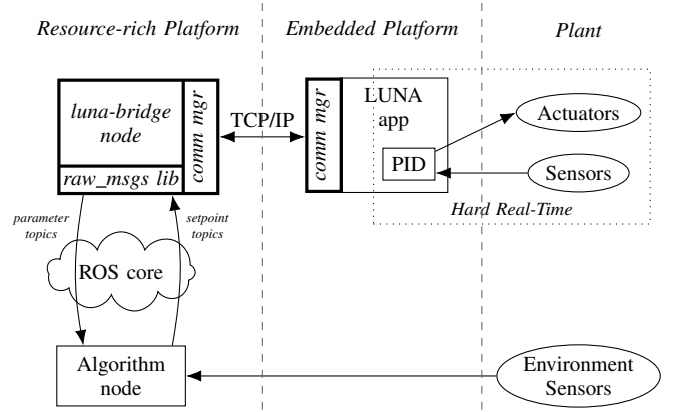 Resource-rich Platform
Embedded Platform
Plant
luna-bridge
node
comm mgr
raw_msgs lib
TCP/IP
comm mgr
LUNA
app
PID
Actuators
Sensors
Hard Real-Time
parameter
topics
setpoint
topics
ROS core
Algorithm
node
Environment
Sensors